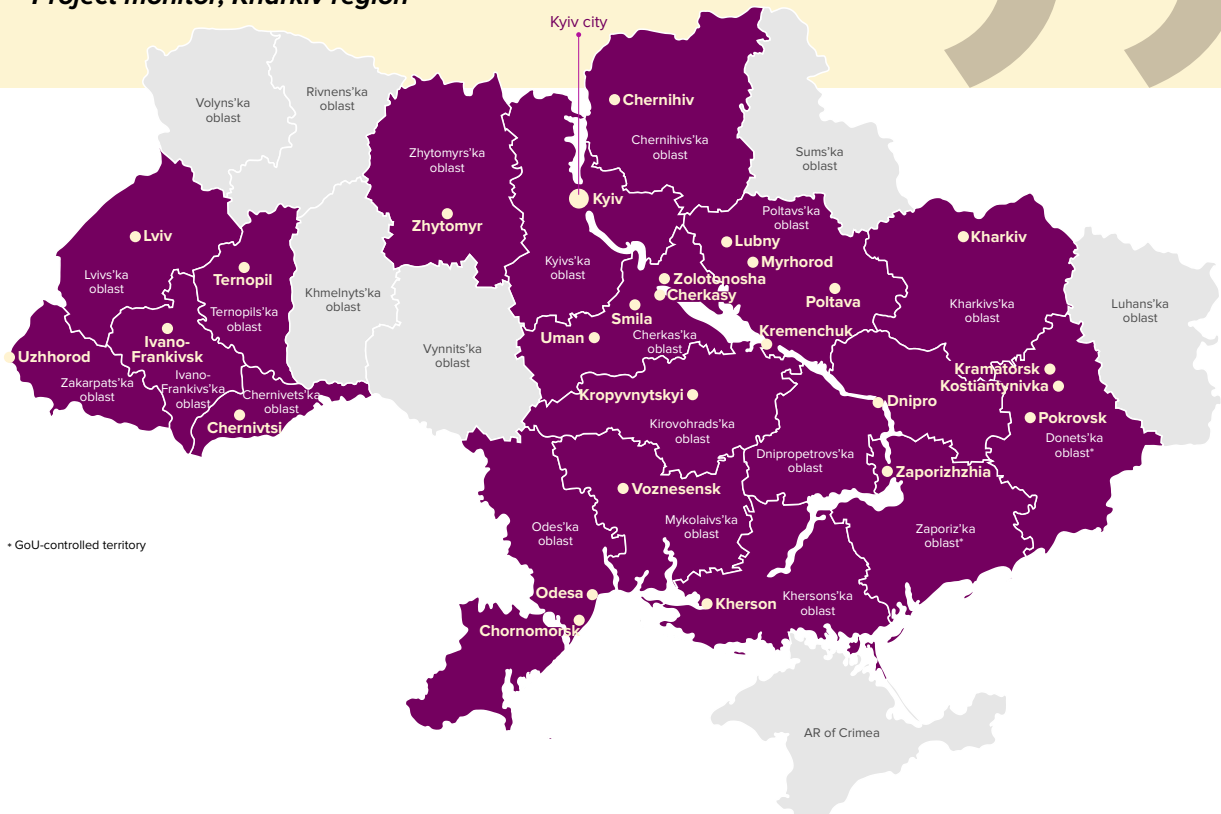 Project monitor, Kharkiv region
Kyiv city
Volyns'ka
oblast
Rivnens'ka
oblast
Zhytomyrs'ka
oblast
Zhytomyr
Chernihiv
Chernihivs'ka
oblast
Sums'ka
oblast
Kyiv
Kyivs'ka
oblast
Lviv
Lvivs'ka
oblast
Ternopil
Ternopils'ka
oblast
Khmelnyts'ka
oblast
Vynnits'ka
oblast
Poltavs'ka
oblast
Lubny
Myrhorod
Poltava
Kremenchuk
Zolotonosha
Cherkasy
Smila
Uman
Cherkas'ka
oblast
Kharkiv
Kharkivs'ka
oblast
Luhans'ka
oblast
Uzhhorod
Zakarpats'ka
oblast
Ivano-
Frankivsk
Ivano-
Frankivs'ka
oblast
Chernivets'ka
oblast
Chernivtsi
Kropyvnytskyi
Kirovohrads'ka
oblast
Dnipro
Dnipropetrovs'ka
oblast
Kramatorsk
Kostiantynivka
Pokrovsk
Donets'ka
oblast*
Zaporizhzhia
Zaporiz'ka
oblast*
Voznesensk
Mykolaivs'ka
oblast
Odes'ka
oblast
Odesa
Chornomorsk
Kherson
Khersons'ka
oblast
AR of Crimea
* GoU-controlled territory